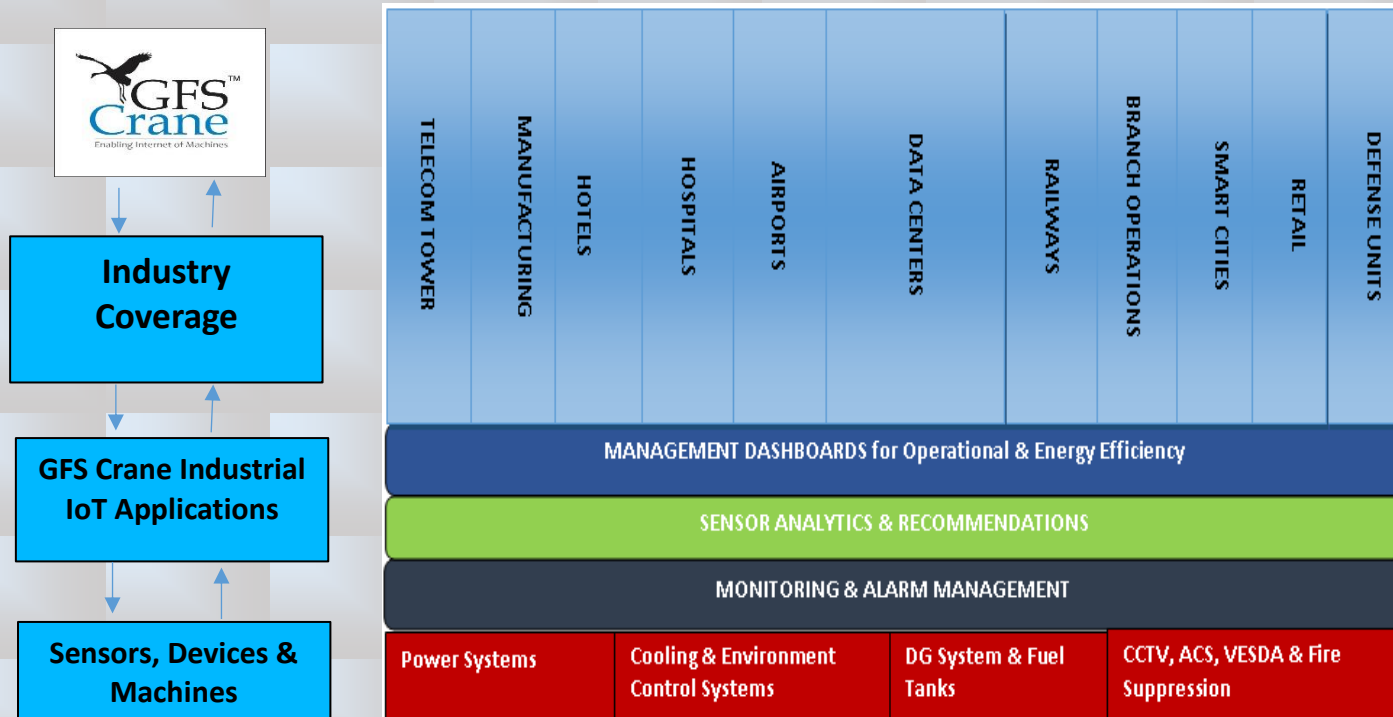 GFS™
Crane
Enabling Internet of Machines
Industry
Coverage
GFS Crane Industrial
IoT Applications
Sensors, Devices &
Machines
TELECOM TOWER
MANUFACTURING
HOTELS
HOSPITALS
AIRPORTS
DATA CENTERS
RAILWAYS
BRANCH OPERATIONS
SMART CITIES
RETAIL
DEFENSE UNITS
MANAGEMENT DASHBOARDS for Operational & Energy Efficiency
SENSOR ANALYTICS & RECOMMENDATIONS
MONITORING & ALARM MANAGEMENT
Power Systems
Cooling & Environment
Control Systems
DG System & Fuel
Tanks
CCTV, ACS, VESDA & Fire
Suppression